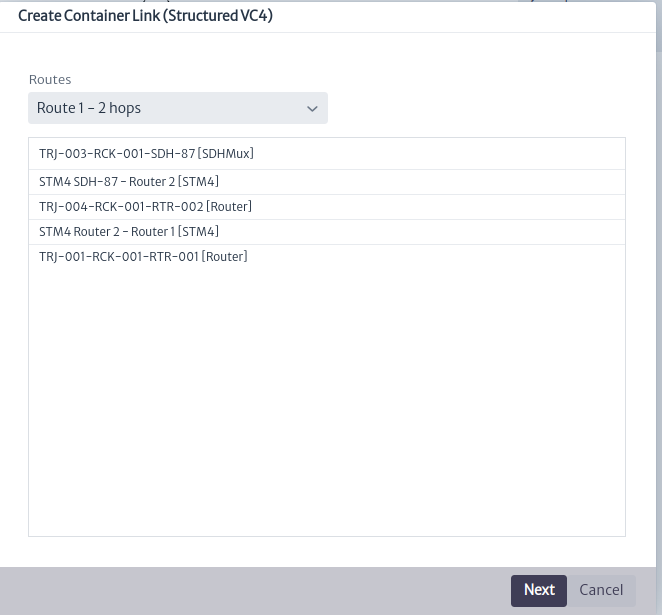 Create Container Link (Structured VC4)
Routes
Route 1 - 2 hops
TRJ-003-RCK-001-SDH-87 [SDHMux]
STM4 SDH-87 - Router 2 [STM4]
TRJ-004-RCK-001-RTR-002 [Router]
STM4 Router 2 - Router 1 [STM4]
TRJ-001-RCK-001-RTR-001 [Router]
Next Cancel